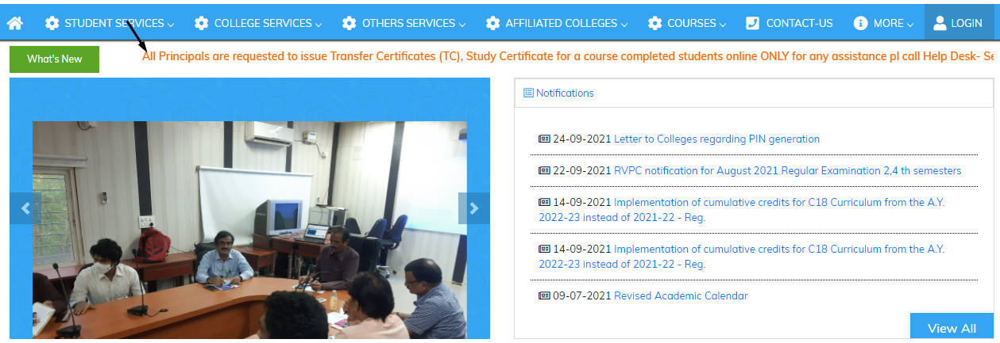 STUDENT SERVICES COLLEGE SERVICES OTHERS SERVICES AFFILIATED COLLEGES COURSES CONTACT-US MORE LOGIN
What's New
All Principals are requested to issue Transfer Certificates (TC), Study Certificate for a course completed students online ONLY for any assistance pl call Help Desk-
Notifications
24-09-2021 Letter to Colleges regarding PIN generation
22-09-2021 RVPC notification for August 2021 Regular Examination 2,4 th semesters
14-09-2021 Implementation of cumulative credits for C18 Curriculum from the A.Y.
2022-23 instead of 2021-22 - Reg.
14-09-2021 Implementation of cumulative credits for C18 Curriculum from the A.Y.
2022-23 instead of 2021-22 - Reg.
09-07-2021 Revised Academic Calendar
View All